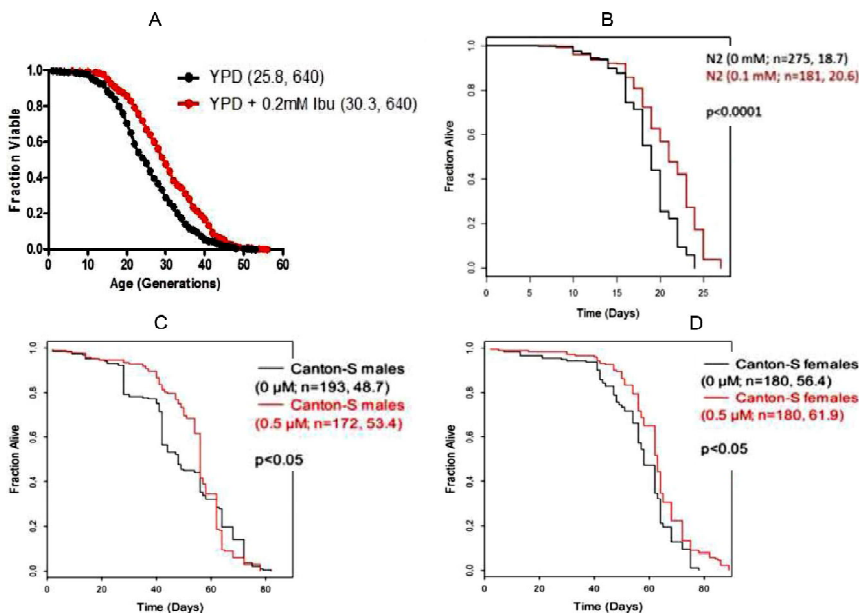 A
YPD (25.8, 640)
YPD + 0.2mM Ibu (30.3, 640)
Fraction Viable
1.0
0.8
0.6
0.4
0.2
0.0
0 10 20 30 40 50 60
Age (Generations)
B
N2 (0 mM; n=275, 18.7)
N2 (0.1 mM; n=181, 20.6)
p<0.0001
Fraction Alive
1.0
0.8
0.6
0.4
0.2
0.0
0 5 10 15 20 25
Time (Days)
C
Canton-S males
(0 µM; n=193, 48.7)
Canton-S males
(0.5 µM; n=172, 53.4)
p<0.05
Fraction Alive
1.0
0.8
0.6
0.4
0.2
0.0
0 20 40 60 80
Time (Days)
D
Canton-S females
(0 µM; n=180, 56.4)
Canton-S females
(0.5 µM; n=180, 61.9)
p<0.05
Fraction Alive
1.0
0.8
0.6
0.4
0.2
0.0
0 20 40 60 80
Time (Days)